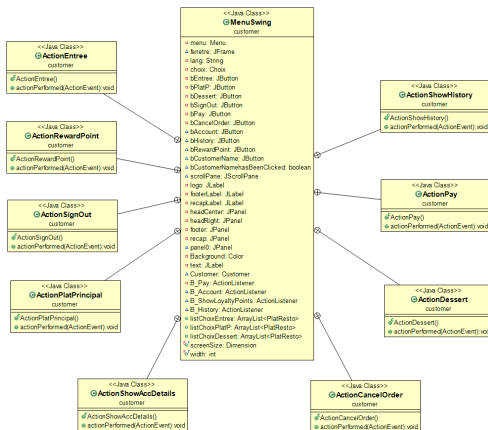 <<Java Class>>
MenuSwing
customer
menu: Menu
fenetre: JFrame
lang: String
choix: Choix
bEntree: JButton
bPlatP: JButton
bDessert: JButton
bSignOut: JButton
bPay: JButton
bCancelOrder: JButton
bAccount: JButton
bHistory: JButton
bRewardPoint: JButton
bCustomerName: JButton
bCustomerNamehasBeenClicked: boolean
scrollPane: JScrollPane
logo: JLabel
footerLabel: JLabel
recapLabel: JLabel
headCenter: JPanel
headRight: JPanel
footer: JPanel
recap: JPanel
panel0: JPanel
Background: Color
text: JLabel
Customer: Customer
B_Pay: ActionListener
B_Account: ActionListener
B_ShowLoyaltyPoints: ActionListener
B_History: ActionListener
listChoixEntree: ArrayList<PlatResto>
listChoixPlatP: ArrayList<PlatResto>
listChoixDessert: ArrayList<PlatResto>
screenSize: Dimension
width: int
<<Java Class>>
ActionEntree
customer
ActionEntree()
actionPerformed(ActionEvent):void
<<Java Class>>
ActionRewardPoint
customer
ActionRewardPoint()
actionPerformed(ActionEvent):void
<<Java Class>>
ActionSignOut
customer
ActionSignOut()
actionPerformed(ActionEvent):void
<<Java Class>>
ActionPlatPrincipal
customer
ActionPlatPrincipal()
actionPerformed(ActionEvent):void
<<Java Class>>
ActionShowAccDetails
customer
ActionShowAccDetails()
actionPerformed(ActionEvent):void
<<Java Class>>
ActionShowHistory
customer
ActionShowHistory()
actionPerformed(ActionEvent):void
<<Java Class>>
ActionPay
customer
ActionPay()
actionPerformed(ActionEvent):void
<<Java Class>>
ActionDessert
customer
ActionDessert()
actionPerformed(ActionEvent):void
<<Java Class>>
ActionCancelOrder
customer
ActionCancelOrder()
actionPerformed(ActionEvent):void